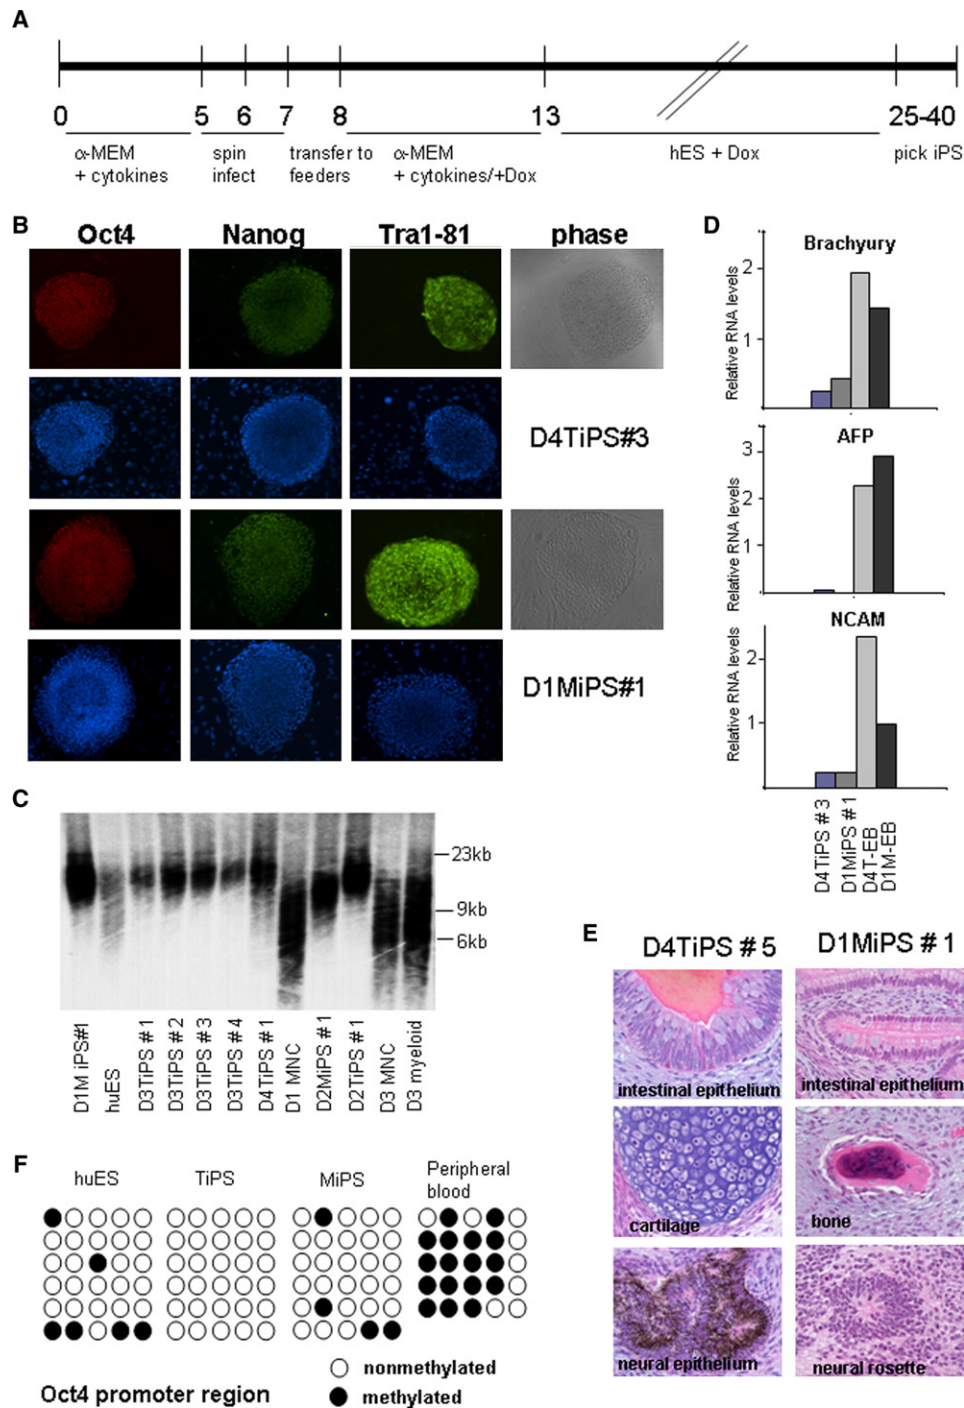 A
0 5 6 7 8 13 25-40
α-MEM
+ cytokines
spin
infect
transfer to
feeders
α-MEM
+ cytokines/+Dox
hES + Dox
pick iPS
B
Oct4 Nanog Tra1-81 phase
D4TiPS#3
D1MiPS#1
C
23kb
9kb
6kb
D1M iPS#1
huES
D3TiPS # 1
D3TiPS # 2
D3TiPS # 3
D3TiPS # 4
D4TiPS # 1
D1 MNC
D2MiPS # 1
D2TiPS # 1
D3 MNC
D3 myeloid
D
Brachyury
Relative RNA levels
2
1
0
AFP
Relative RNA levels
3
2
1
0
NCAM
Relative RNA levels
2
1
0
D4TiPS # 3
D1MiPS # 1
D4T-EB
D1M-EB
E
D4TiPS # 5 D1MiPS # 1
intestinal epithelium intestinal epithelium
cartilage bone
neural epithelium neural rosette
F
huES TiPS MiPS Peripheral
blood
nonmethylated
methylated
Oct4 promoter region